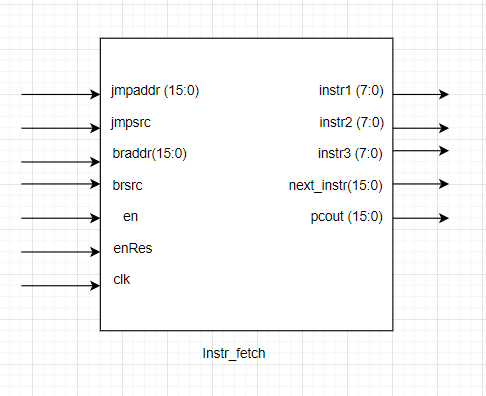 jmpaddr (15:0)
jmpsrc
braddr(15:0)
brsrc
en
enRes
clk
instr1 (7:0)
instr2 (7:0)
instr3 (7:0)
next_instr(15:0)
pcout (15:0)
Instr_fetch